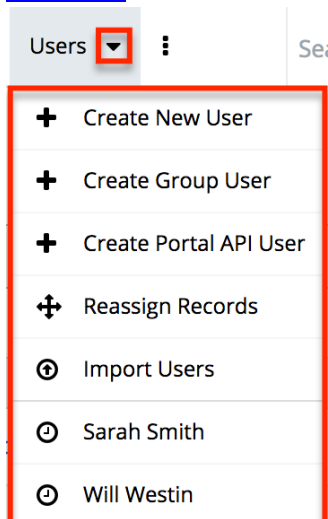 Users
Sea
Create New User
Create Group User
Create Portal API User
Reassign Records
Import Users
Sarah Smith
Will Westin